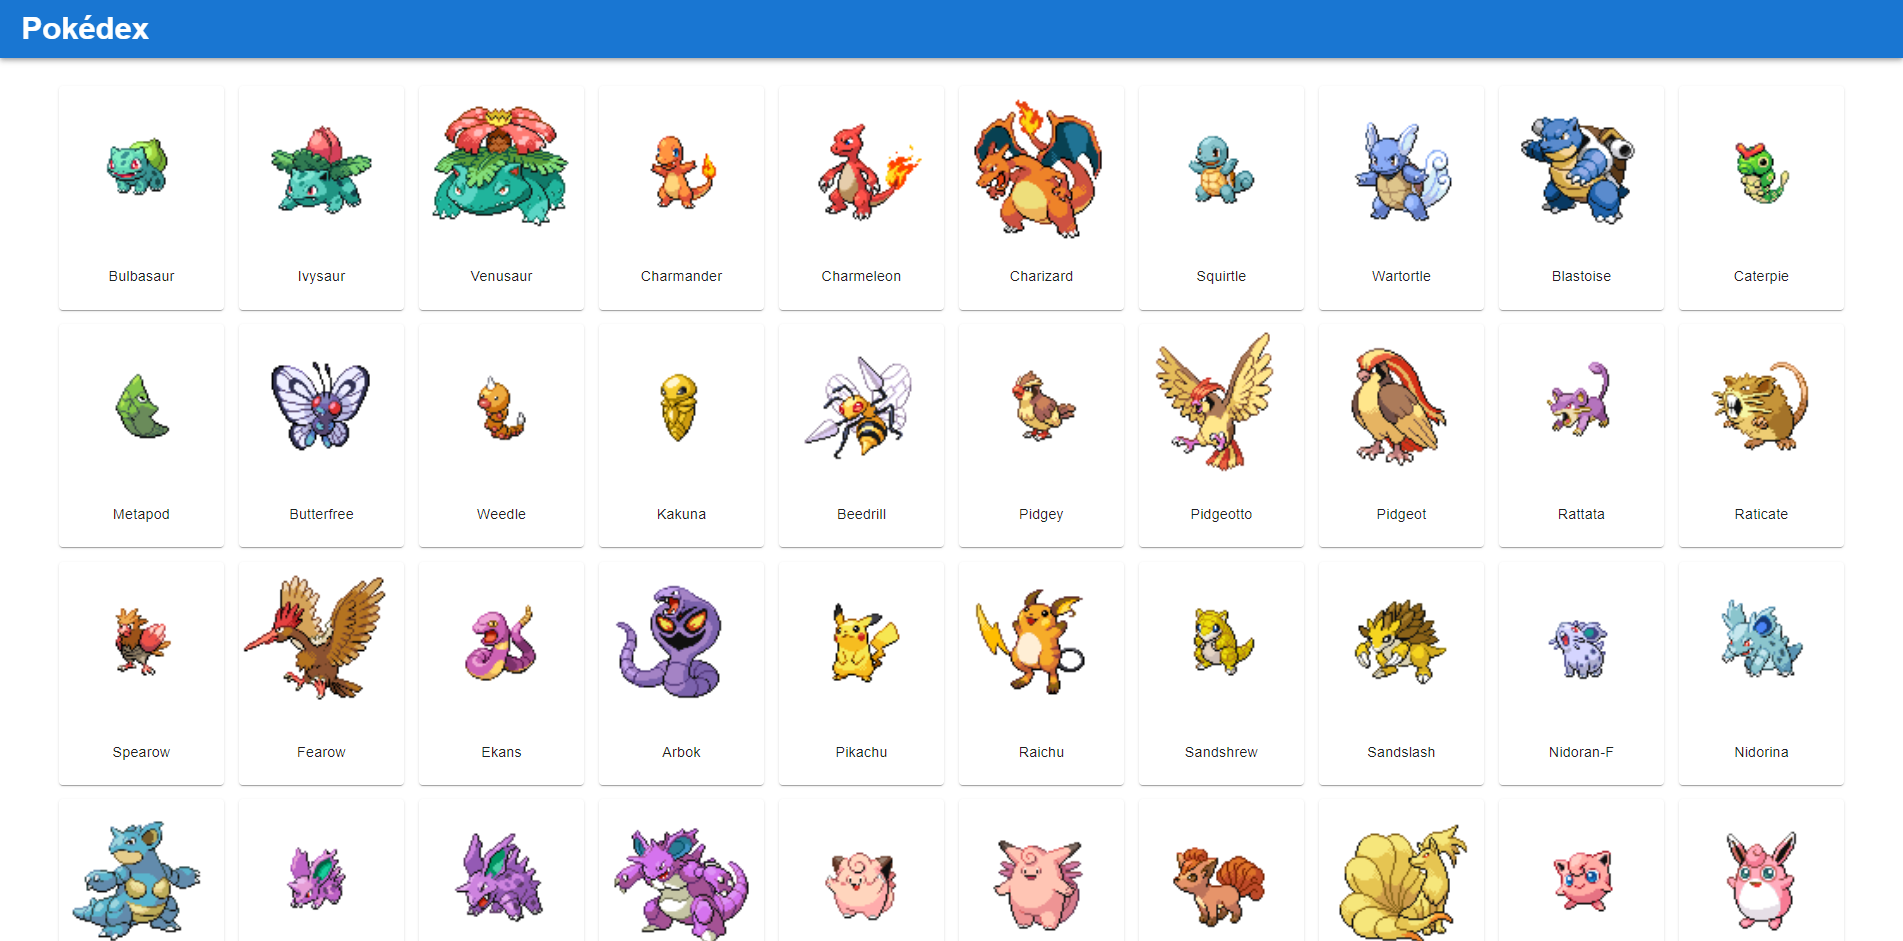 Pokédex
Bulbasaur Ivysaur Venusaur Charmander Charmeleon Charizard Squirtle Wartortle Blastoise Caterpie
Metapod Butterfree Weedle Kakuna Beedrill Pidgey Pidgeotto Pidgeot Rattata Raticate
Spearow Fearow Ekans Arbok Pikachu Raichu Sandshrew Sandslash Nidoran-F Nidorina